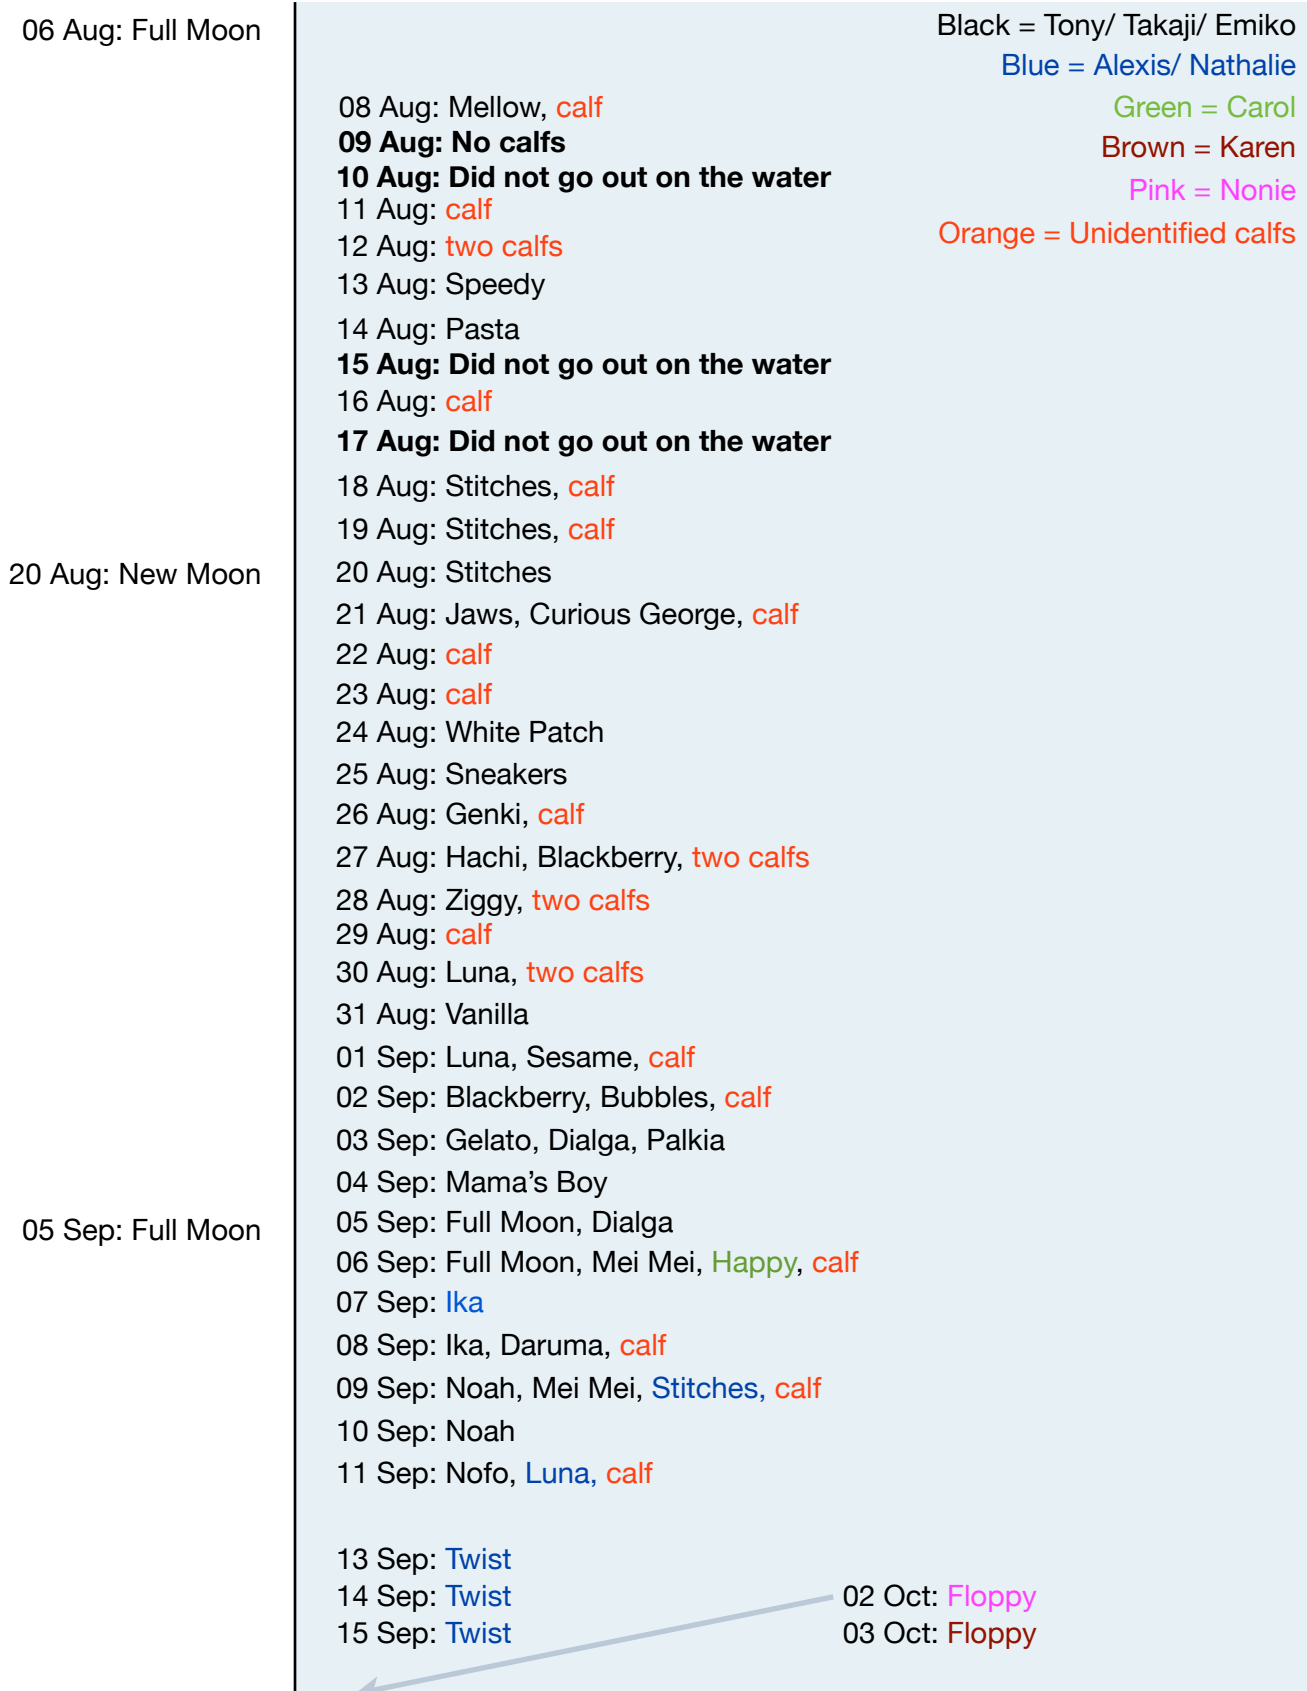 06 Aug: Full Moon
Black = Tony/ Takaji/ Emiko
Blue = Alexis/ Nathalie
Green = Carol
Brown = Karen
Pink = Nonie
Orange = Unidentified calfs
08 Aug: Mellow, calf
09 Aug: No calfs
10 Aug: Did not go out on the water
11 Aug: calf
12 Aug: two calfs
13 Aug: Speedy
14 Aug: Pasta
15 Aug: Did not go out on the water
16 Aug: calf
17 Aug: Did not go out on the water
18 Aug: Stitches, calf
19 Aug: Stitches, calf
20 Aug: New Moon
20 Aug: Stitches
21 Aug: Jaws, Curious George, calf
22 Aug: calf
23 Aug: calf
24 Aug: White Patch
25 Aug: Sneakers
26 Aug: Genki, calf
27 Aug: Hachi, Blackberry, two calfs
28 Aug: Ziggy, two calfs
29 Aug: calf
30 Aug: Luna, two calfs
31 Aug: Vanilla
01 Sep: Luna, Sesame, calf
02 Sep: Blackberry, Bubbles, calf
03 Sep: Gelato, Dialga, Palkia
04 Sep: Mama's Boy
05 Sep: Full Moon
05 Sep: Full Moon, Dialga
06 Sep: Full Moon, Mei Mei, Happy, calf
07 Sep: Ika
08 Sep: Ika, Daruma, calf
09 Sep: Noah, Mei Mei, Stitches, calf
10 Sep: Noah
11 Sep: Nofo, Luna, calf
13 Sep: Twist
14 Sep: Twist
15 Sep: Twist
02 Oct: Floppy
03 Oct: Floppy